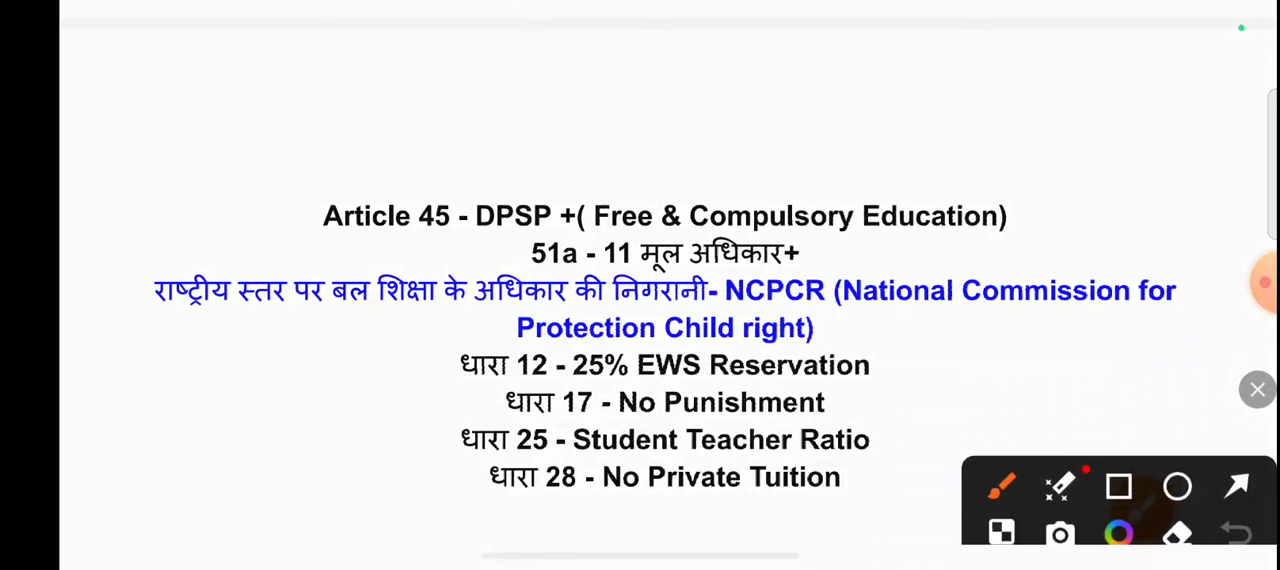 Article 45 - DPSP +( Free & Compulsory Education)
51a - 11 मूल अधिकार+
राष्ट्रीय स्तर पर बल शिक्षा के अधिकार की निगरानी- NCPCR (National Commission for
Protection Child right)
धारा 12 - 25% EWS Reservation
धारा 17 - No Punishment
धारा 25 - Student Teacher Ratio
धारा 28 - No Private Tuition